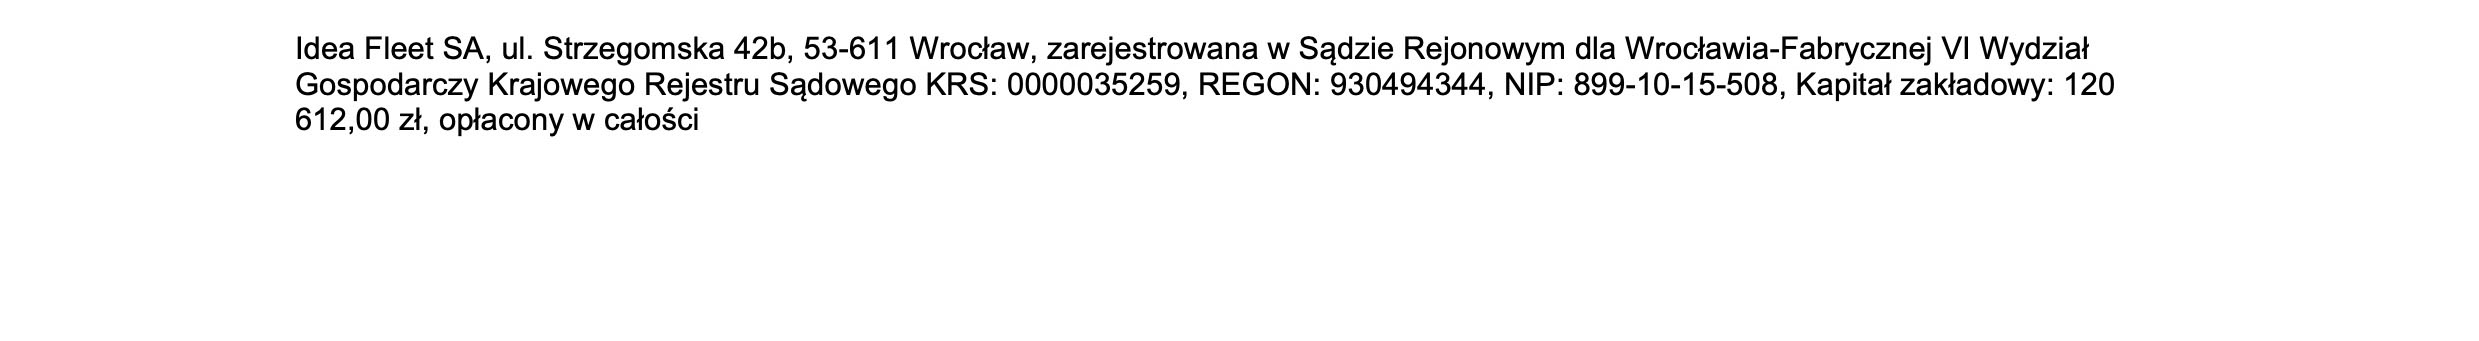 Idea Fleet SA, ul. Strzegomska 42b, 53-611 Wrocław, zarejestrowana w Sądzie Rejonowym dla Wrocławia-Fabrycznej VI Wydział
Gospodarczy Krajowego Rejestru Sądowego KRS: 0000035259, REGON: 930494344, NIP: 899-10-15-508, Kapitał zakładowy: 120
612,00 zł, opłacony w całości